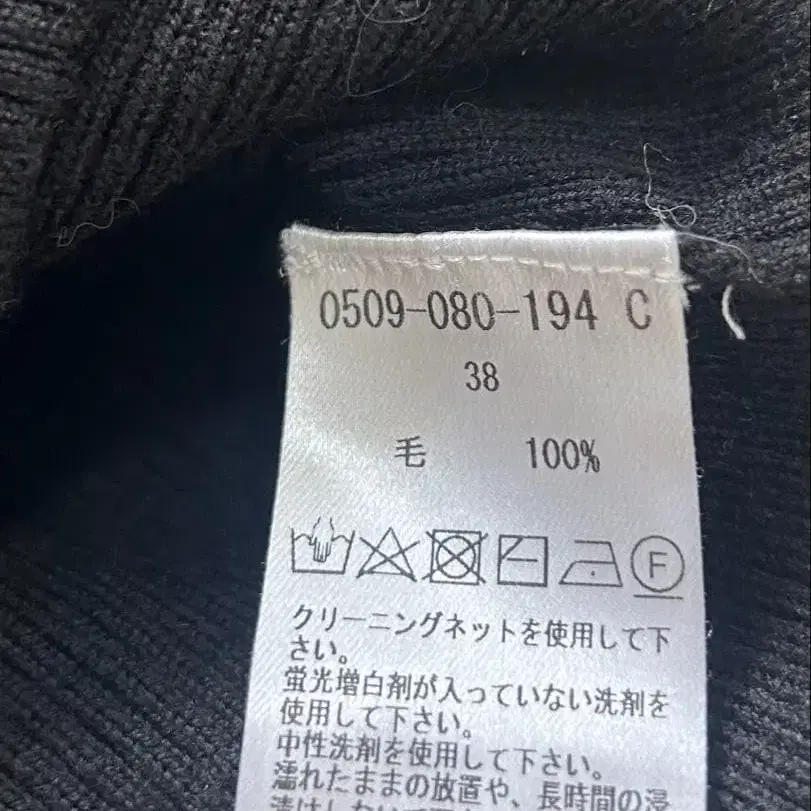 0509-080-194 C
38
毛 100%
F
クリーニングネットを使用して下
さい。
蛍光増白剤が入っていない洗剤を
使用して下さい。
中性洗剤を使用して下さい。
濡れたままの放置や、長時間の浸